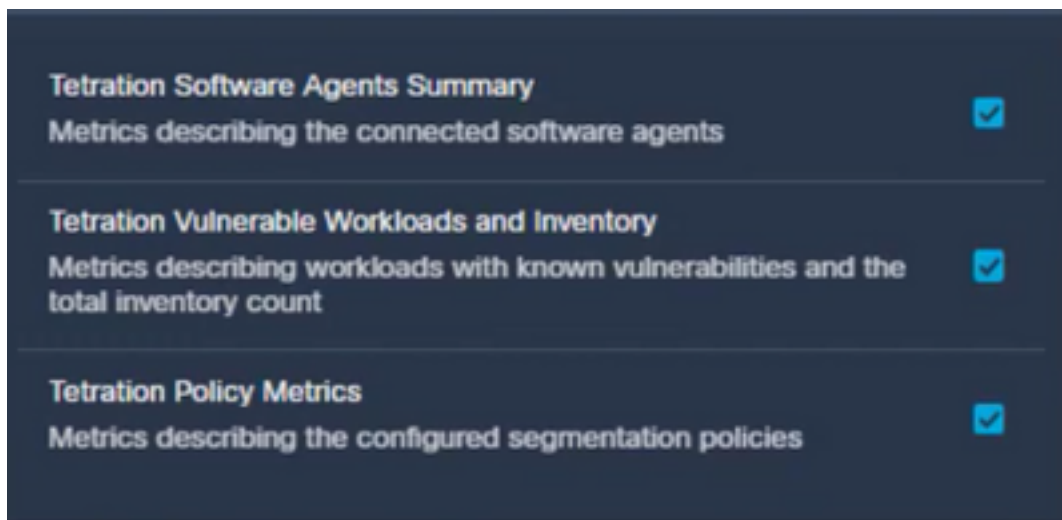 Tetration Software Agents Summary
Metrics describing the connected software agents
Tetration Vulnerable Workloads and Inventory
Metrics describing workloads with known vulnerabilities and the
total inventory count
Tetration Policy Metrics
Metrics describing the configured segmentation policies